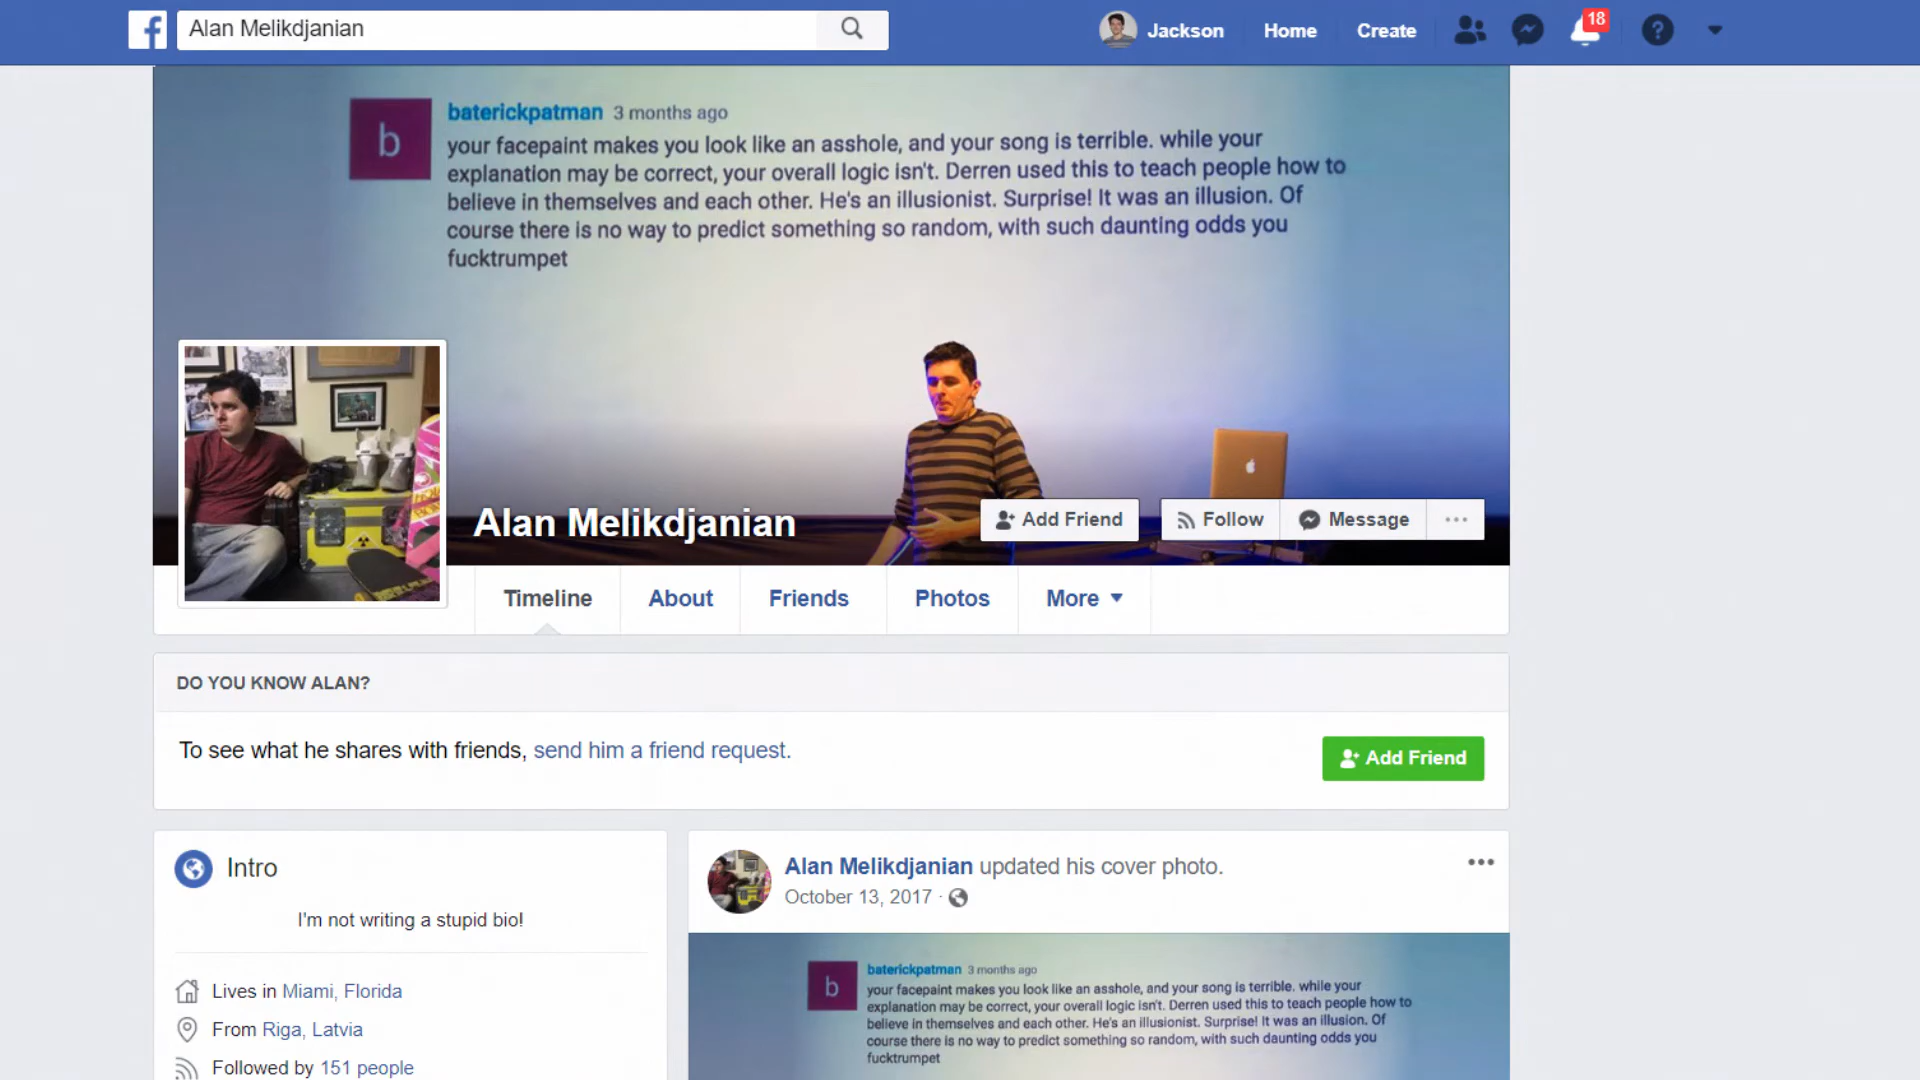 Alan Melikdjanian
Jackson
Home
Create
18
b
baterickpatman 3 months ago
your facepaint makes you look like an asshole, and your song is terrible. while your
explanation may be correct, your overall logic isn't. Derren used this to teach people how to
believe in themselves and each other. He's an illusionist. Surprise! It was an illusion. Of
course there is no way to predict something so random, with such daunting odds you
fucktrumpet
Alan Melikdjanian
Add Friend
Follow
Message
Timeline
About
Friends
Photos
More
DO YOU KNOW ALAN?
To see what he shares with friends, send him a friend request.
Add Friend
Intro
I'm not writing a stupid bio!
Lives in Miami, Florida
From Riga, Latvia
Followed by 151 people
Alan Melikdjanian updated his cover photo.
October 13, 2017 ·
b
baterickpatman 3 months ago
your facepaint makes you look like an asshole, and your song is terrible. while your
explanation may be correct, your overall logic isn't. Derren used this to teach people how to
believe in themselves and each other. He's an illusionist. Surprise! It was an illusion. Of
course there is no way to predict something so random, with such daunting odds you
fucktrumpet